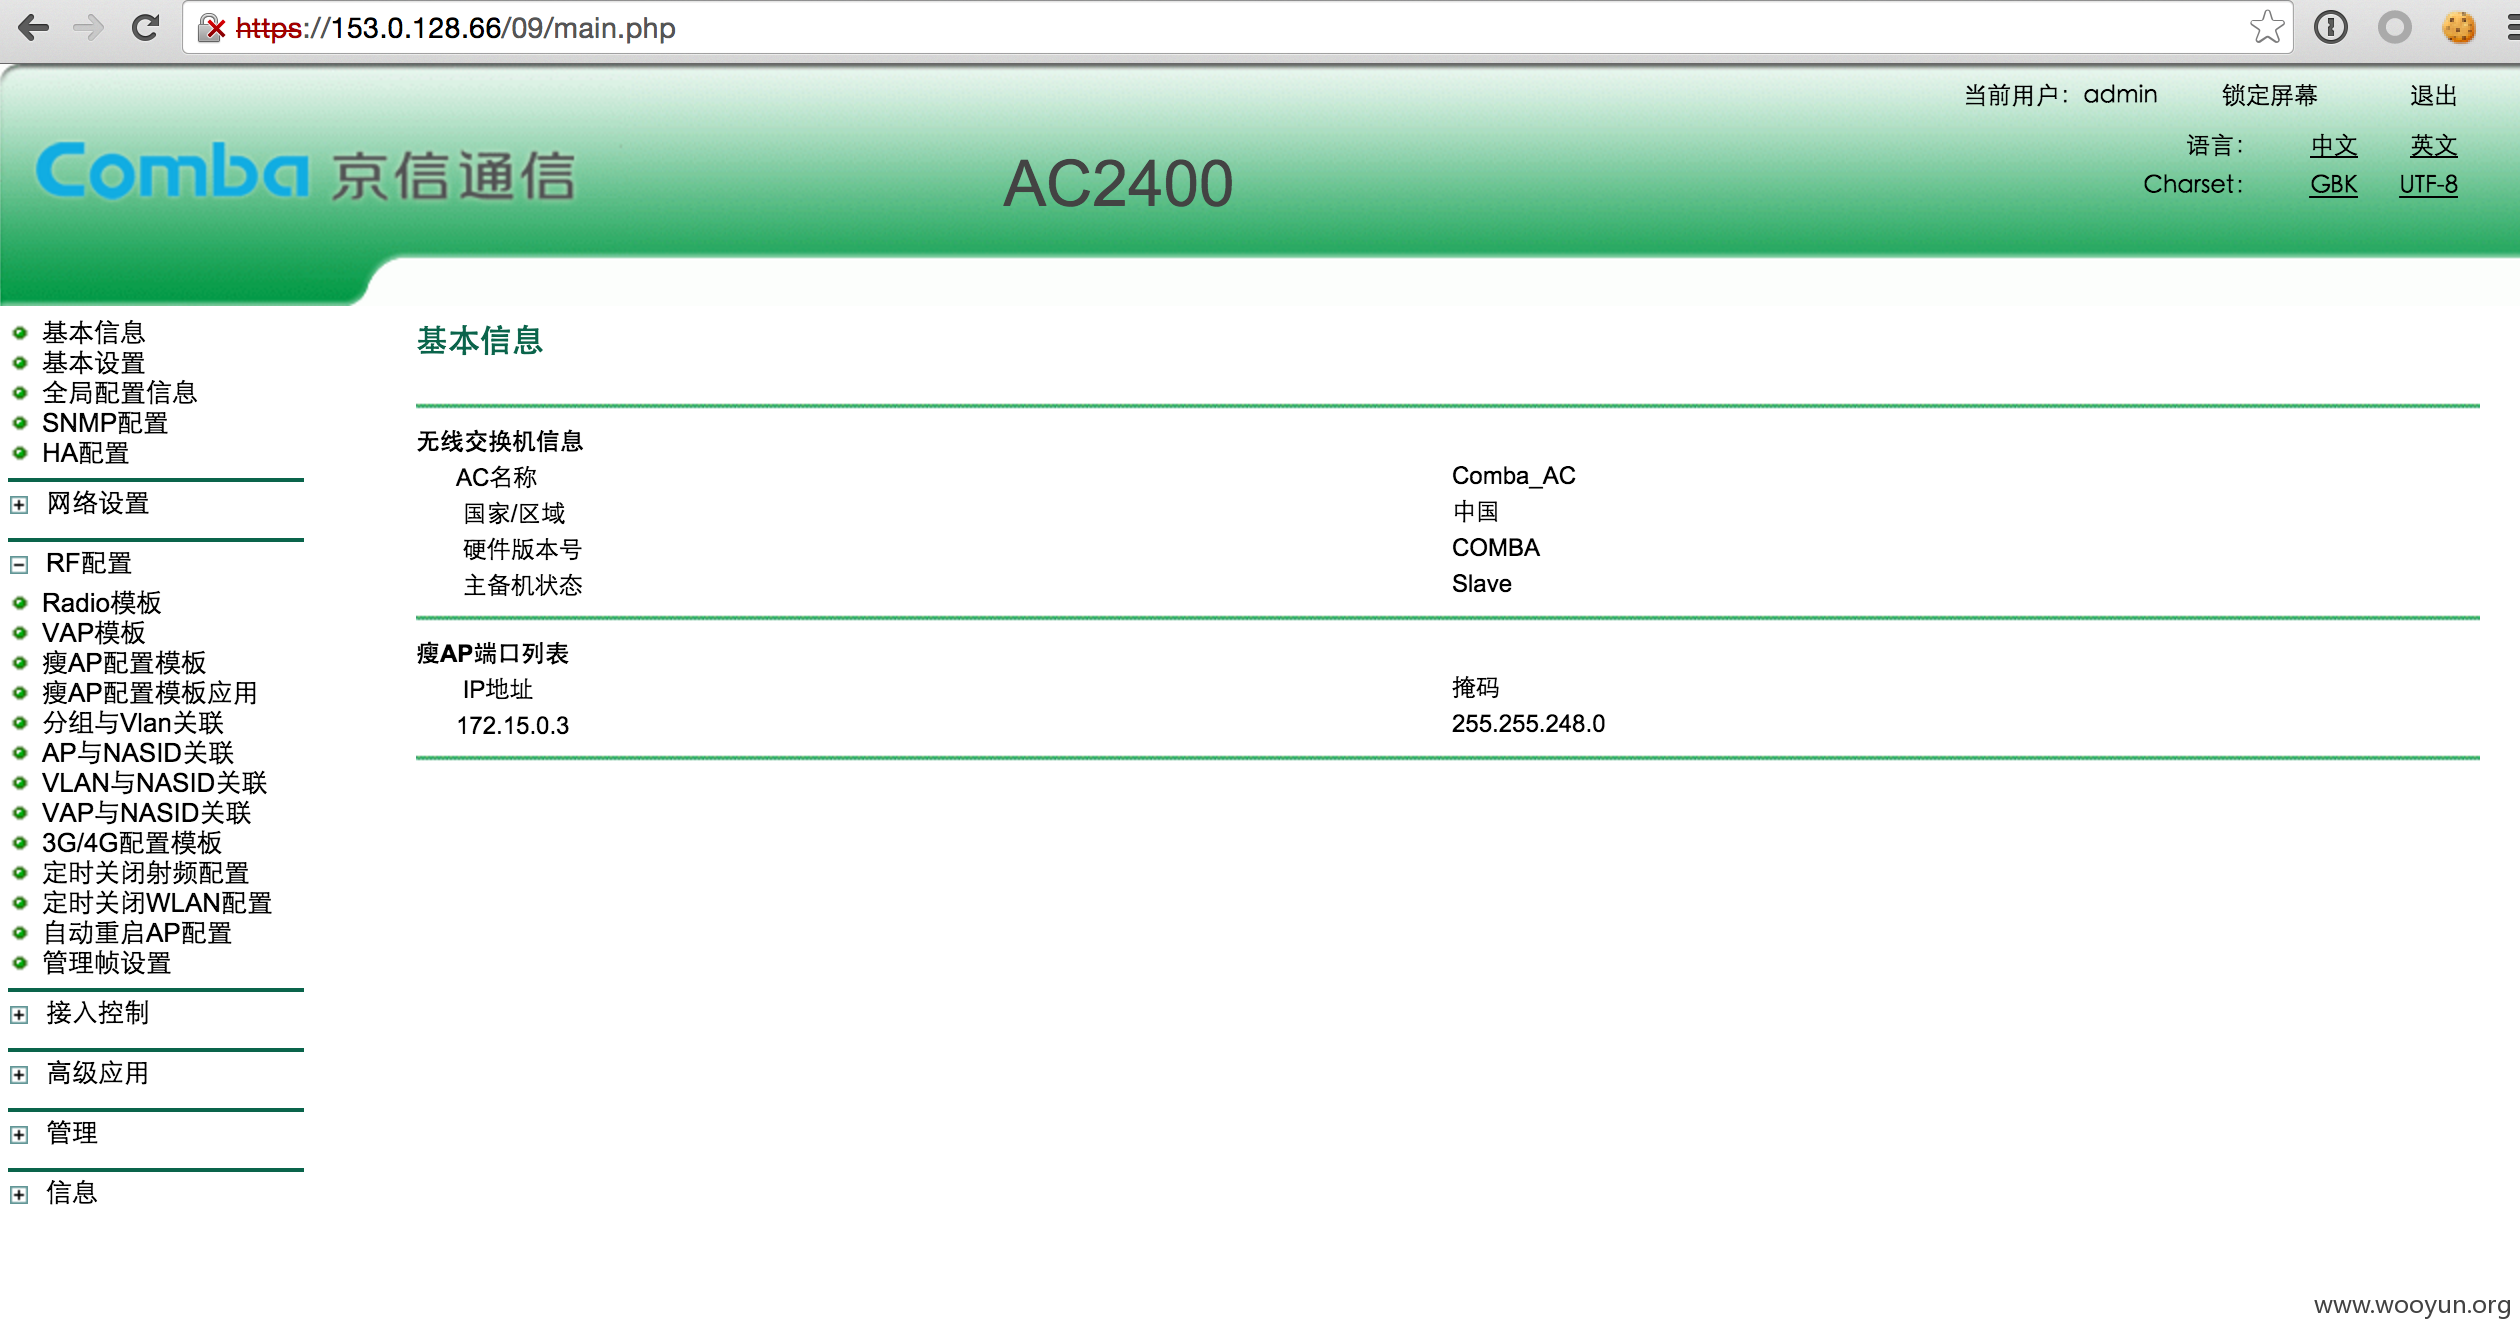 https://153.0.128.66/09/main.php
当前用户：admin 锁定屏幕 退出
语言： 中文 英文
Charset： GBK UTF-8
Comba 京信通信
AC2400
基本信息
基本设置
全局配置信息
SNMP配置
HA配置
网络设置
RF配置
Radio模板
VAP模板
瘦AP配置模板
瘦AP配置模板应用
分组与Vlan关联
AP与NASID关联
VLAN与NASID关联
VAP与NASID关联
3G/4G配置模板
定时关闭射频配置
定时关闭WLAN配置
自动重启AP配置
管理帧设置
接入控制
高级应用
管理
信息
基本信息
无线交换机信息
AC名称 Comba_AC
国家/区域 中国
硬件版本号 COMBA
主备机状态 Slave
瘦AP端口列表
IP地址 掩码
172.15.0.3 255.255.248.0
www.wooyun.org